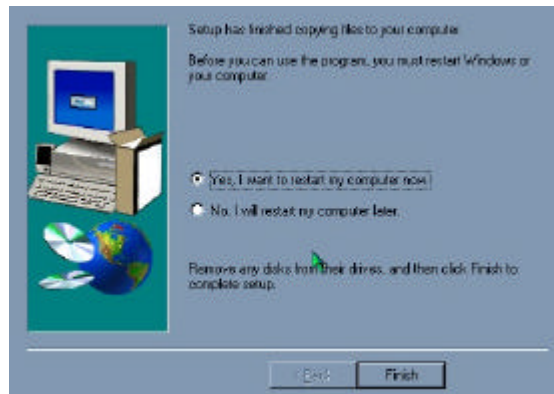 Setup has finished copying files to your computer.
Before you can use the program, you must restart Windows or
your computer.
Yes, I want to restart my computer now.
No, I will restart my computer later.
Remove any disks from their drives, and then click Finish to
complete setup.
< Back
Finish